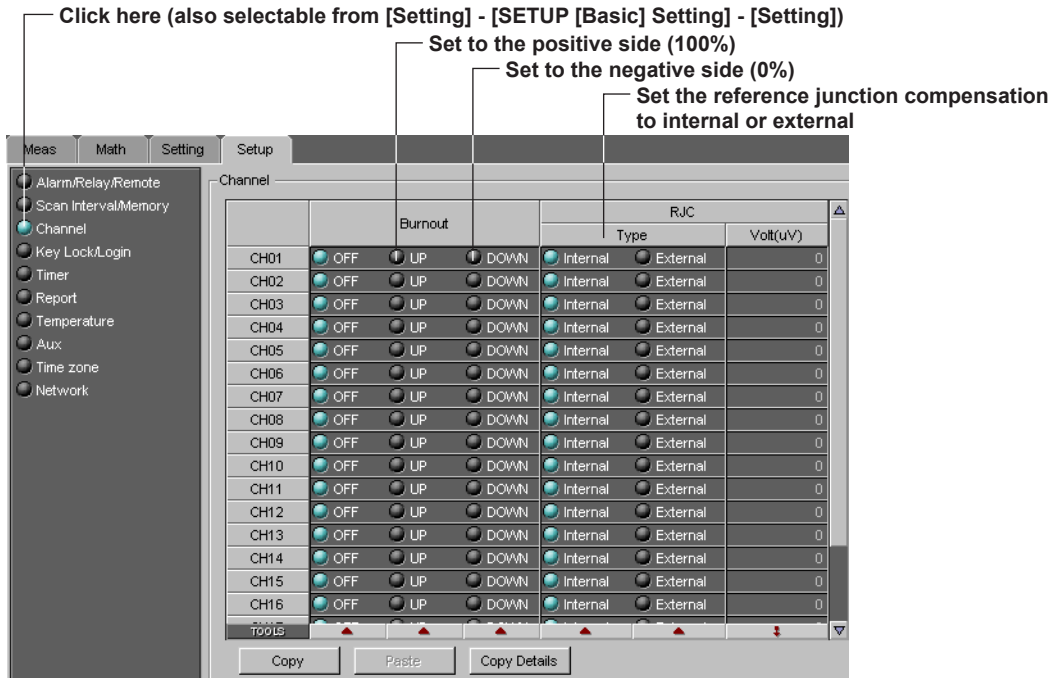 Click here (also selectable from [Setting] - [SETUP [Basic] Setting] - [Setting])
Set to the positive side (100%)
Set to the negative side (0%)
Set the reference junction compensation
to internal or external
Meas Math Setting Setup
Alarm/Relay/Remote
Scan Interval/Memory
Channel
Key Lock/Login
Timer
Report
Temperature
Aux
Time zone
Network
Channel
Burnout RJC
Type Volt(uV)
CH01 OFF UP DOWN Internal External 0
CH02 OFF UP DOWN Internal External 0
CH03 OFF UP DOWN Internal External 0
CH04 OFF UP DOWN Internal External 0
CH05 OFF UP DOWN Internal External 0
CH06 OFF UP DOWN Internal External 0
CH07 OFF UP DOWN Internal External 0
CH08 OFF UP DOWN Internal External 0
CH09 OFF UP DOWN Internal External 0
CH10 OFF UP DOWN Internal External 0
CH11 OFF UP DOWN Internal External 0
CH12 OFF UP DOWN Internal External 0
CH13 OFF UP DOWN Internal External 0
CH14 OFF UP DOWN Internal External 0
CH15 OFF UP DOWN Internal External 0
CH16 OFF UP DOWN Internal External 0
TOOLS
Copy Paste Copy Details